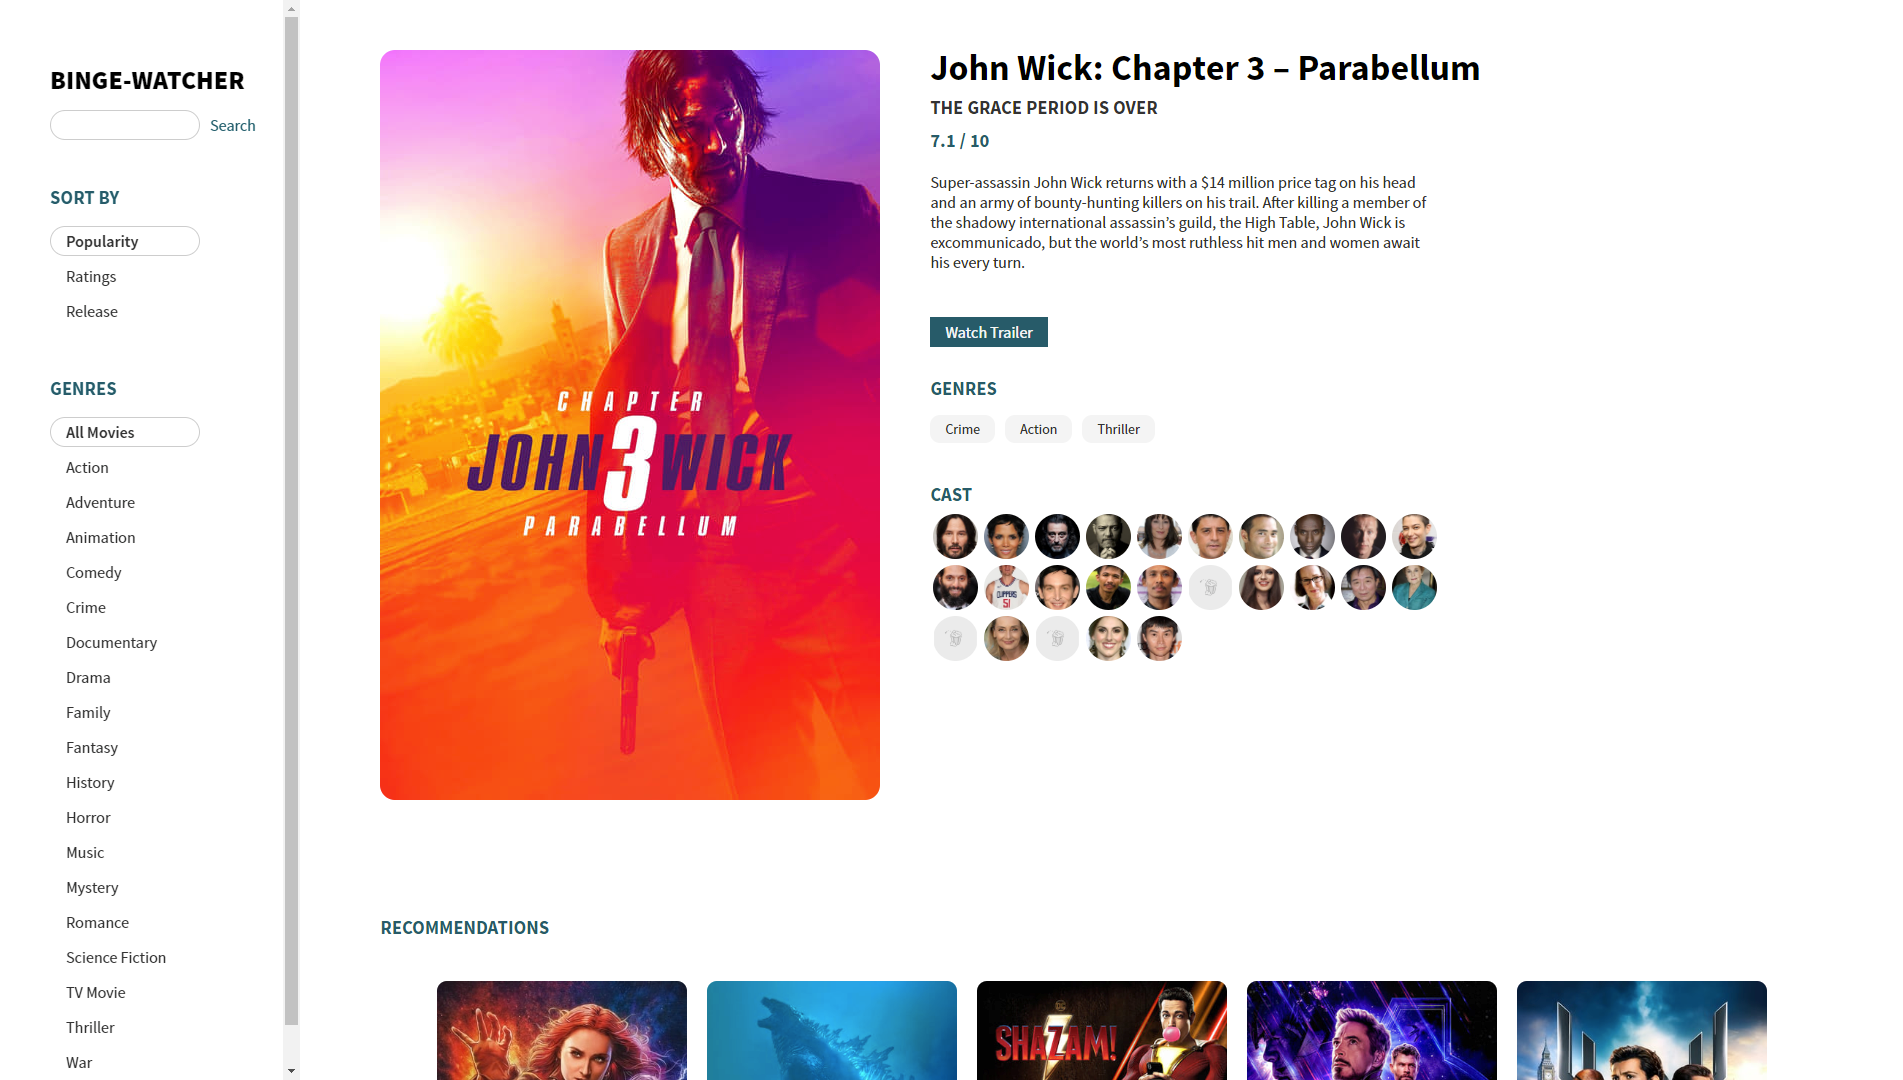 BINGE-WATCHER
Search
SORT BY
Popularity
Ratings
Release
GENRES
All Movies
Action
Adventure
Animation
Comedy
Crime
Documentary
Drama
Family
Fantasy
History
Horror
Music
Mystery
Romance
Science Fiction
TV Movie
Thriller
War
CHAPTER
JOHN 3 WICK
PARABELLUM
John Wick: Chapter 3 – Parabellum
THE GRACE PERIOD IS OVER
7.1 / 10
Super-assassin John Wick returns with a $14 million price tag on his head
and an army of bounty-hunting killers on his trail. After killing a member of
the shadowy international assassin’s guild, the High Table, John Wick is
excommunicado, but the world’s most ruthless hit men and women await
his every turn.
Watch Trailer
GENRES
Crime
Action
Thriller
CAST
CLIPPERS
51
RECOMMENDATIONS
DC
SHAZAM!